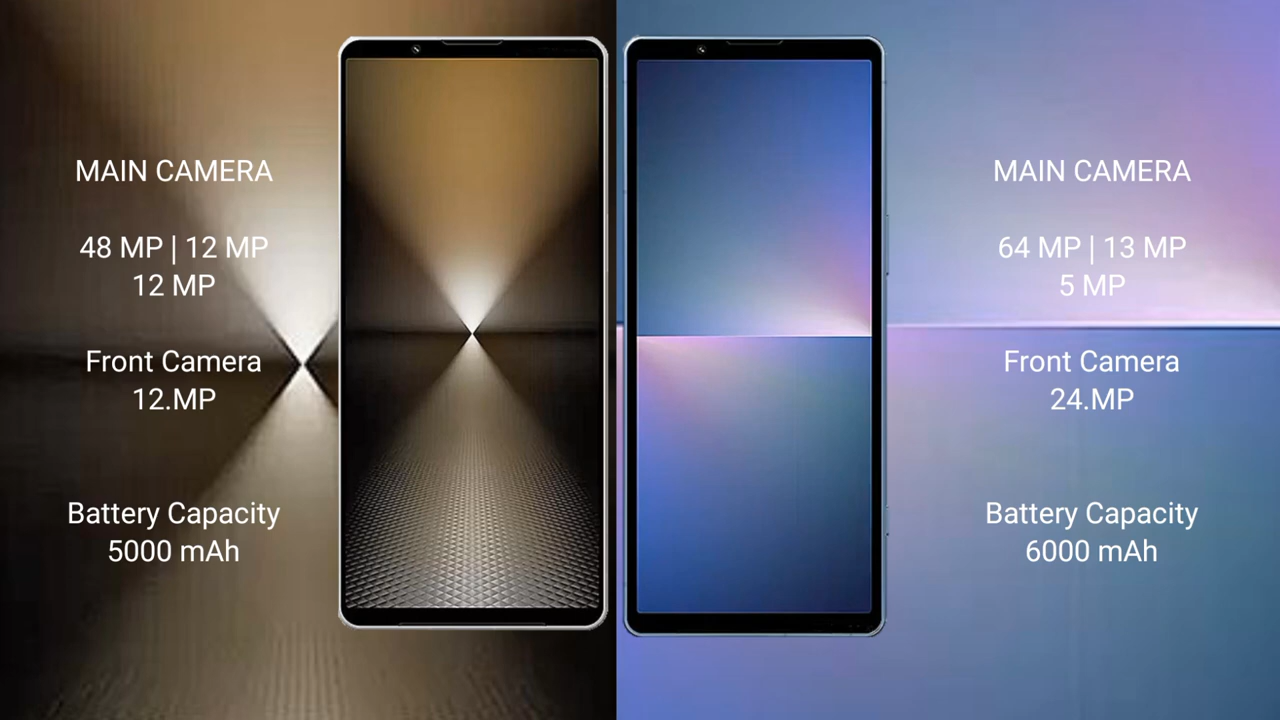 MAIN CAMERA
48 MP | 12 MP
12 MP
Front Camera
12.MP
Battery Capacity
5000 mAh
MAIN CAMERA
64 MP | 13 MP
5 MP
Front Camera
24.MP
Battery Capacity
6000 mAh